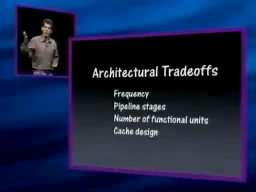 Architectural Tradeoffs
Frequency
Pipeline stages
Number of functional units
Cache design